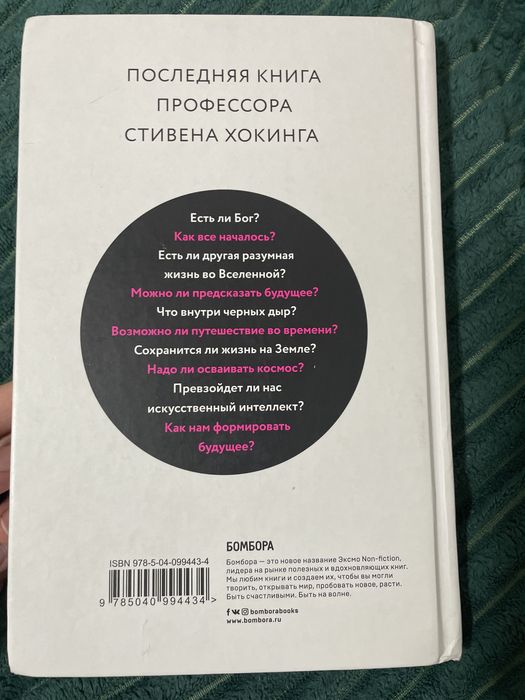 ПОСЛЕДНЯЯ КНИГА
ПРОФЕССОРА
СТИВЕНА ХОКИНГА
Есть ли Бог?
Как все началось?
Есть ли другая разумная
жизнь во Вселенной?
Можно ли предсказать будущее?
Что внутри черных дыр?
Возможно ли путешествие во времени?
Сохранится ли жизнь на Земле?
Надо ли осваивать космос?
Превзойдет ли нас
искусственный интеллект?
Как нам формировать
будущее?
БОМБОРА
Бомбора — это новое название Эксмо Non-fiction,
лидера на рынке полезных и вдохновляющих книг.
Мы любим книги и создаем их, чтобы вы могли
творить, открывать мир, пробовать новое, расти.
Быть счастливыми. Быть на волне.
bomborabooks
www.bombora.ru
ISBN 978-5-04-099443-4
9 785040 994434 >